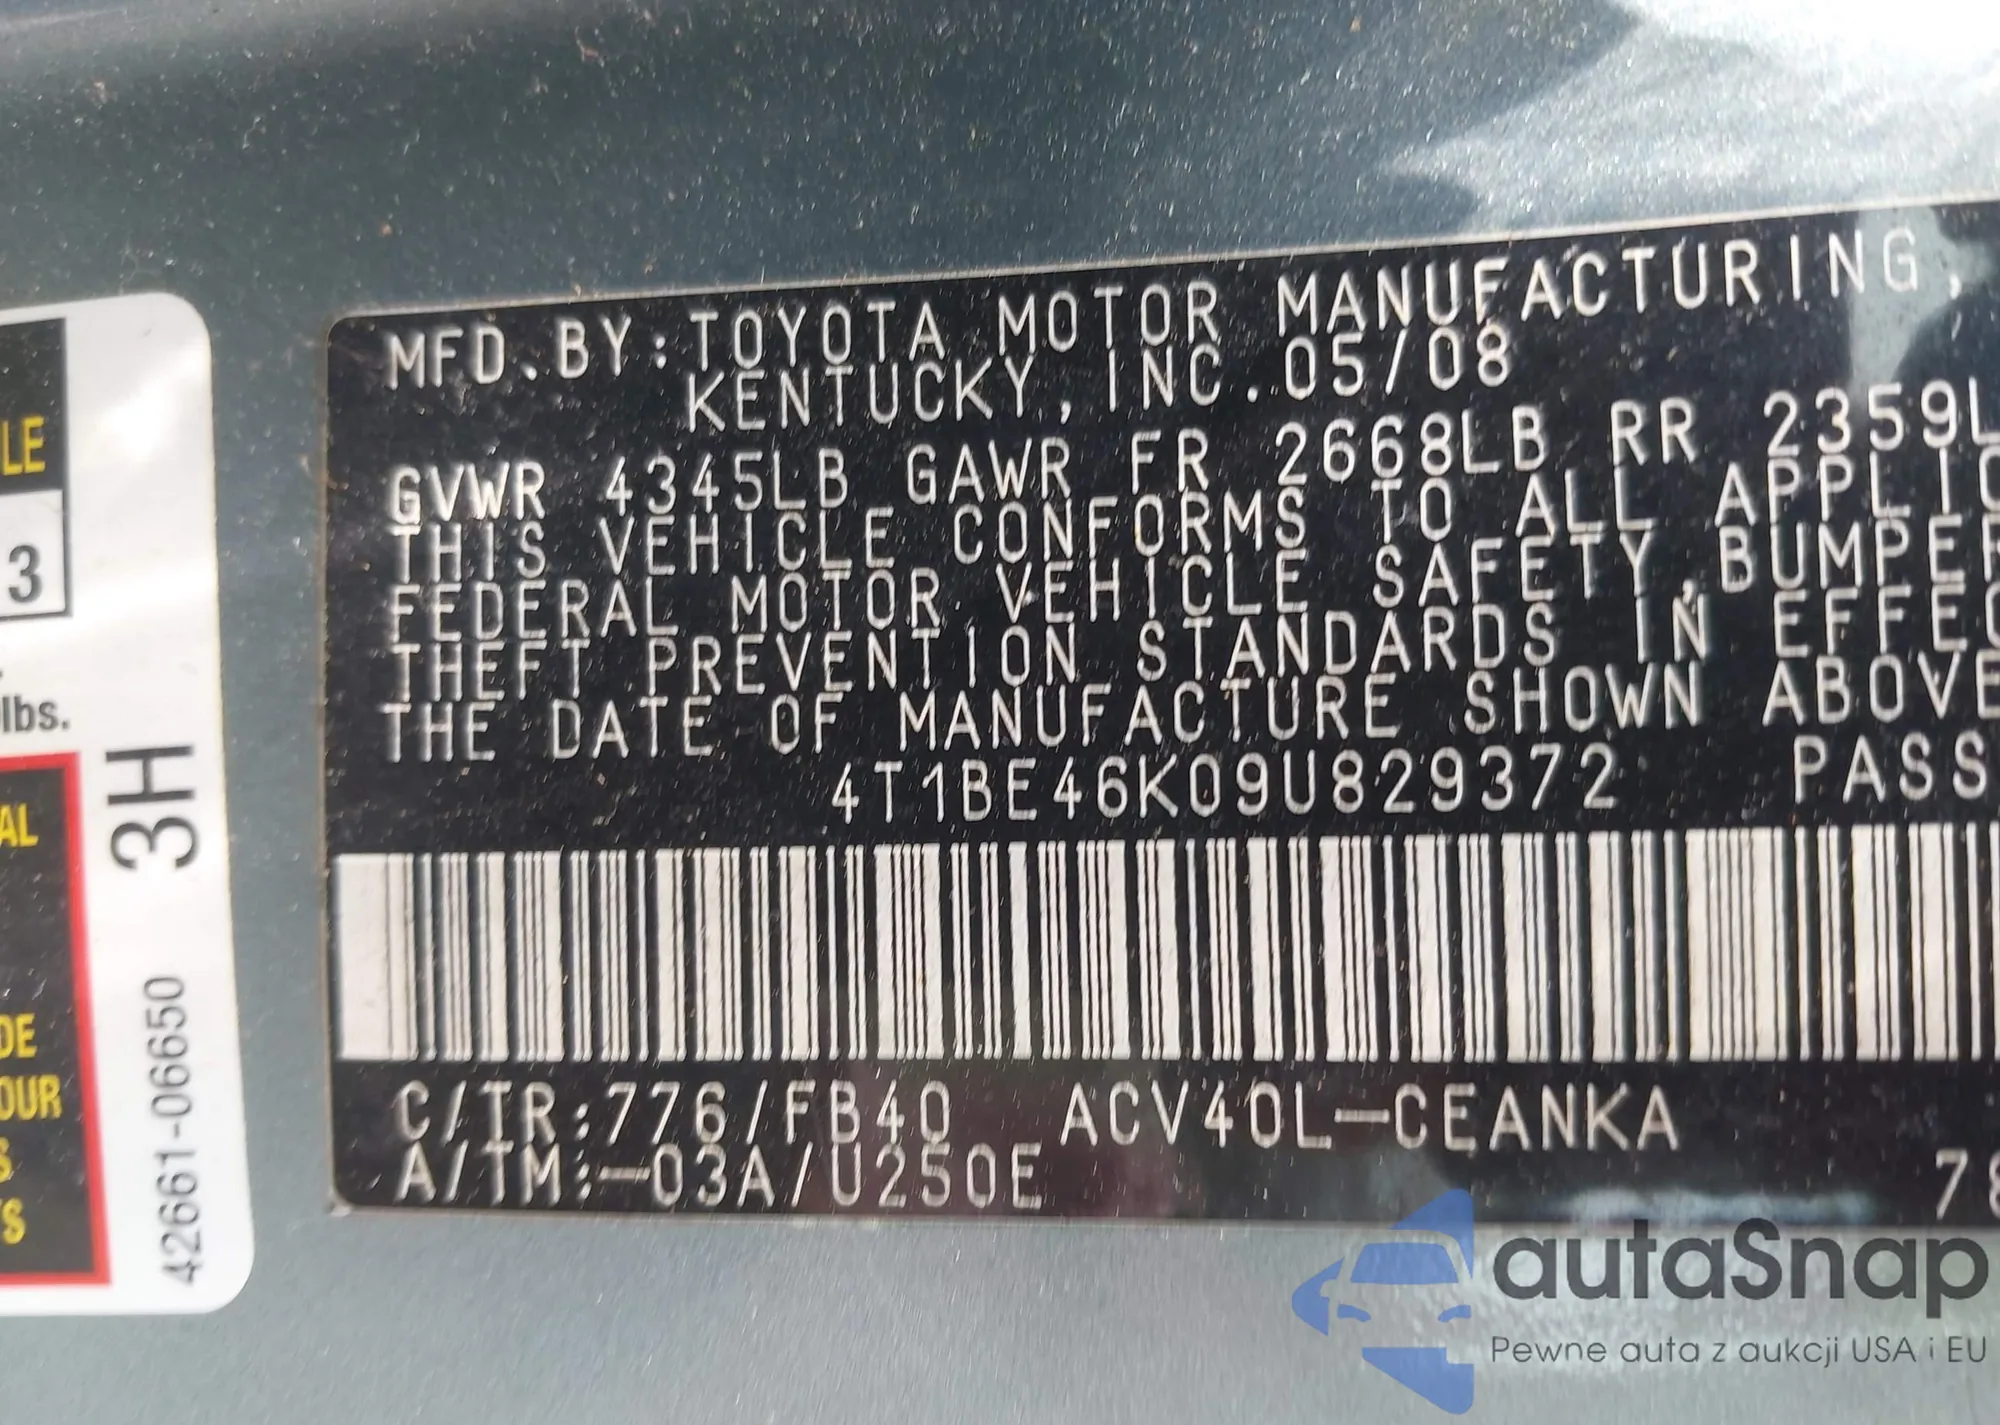 LE
3
lbs.
3H
AL
DE
OUR
S
TS
42661-06650
MFD.BY:TOYOTA MOTOR MANUFACTURING,
KENTUCKY, INC. 05/08
GVWR 4345LB GAWR FR 2668LB RR 2359L
THIS VEHICLE CONFORMS TO ALL APPLIC
FEDERAL MOTOR VEHICLE SAFETY,BUMPER
THEFT PREVENTION STANDARDS IN EFFEC
THE DATE OF MANUFACTURE SHOWN ABOVE
4T1BE46K09U829372 PASS
C/TR:776/FB40 ACV40L-CEANKA
A/TM:-03A/U250E 78
autaSnap
Pewne auta z aukcji USA i EU